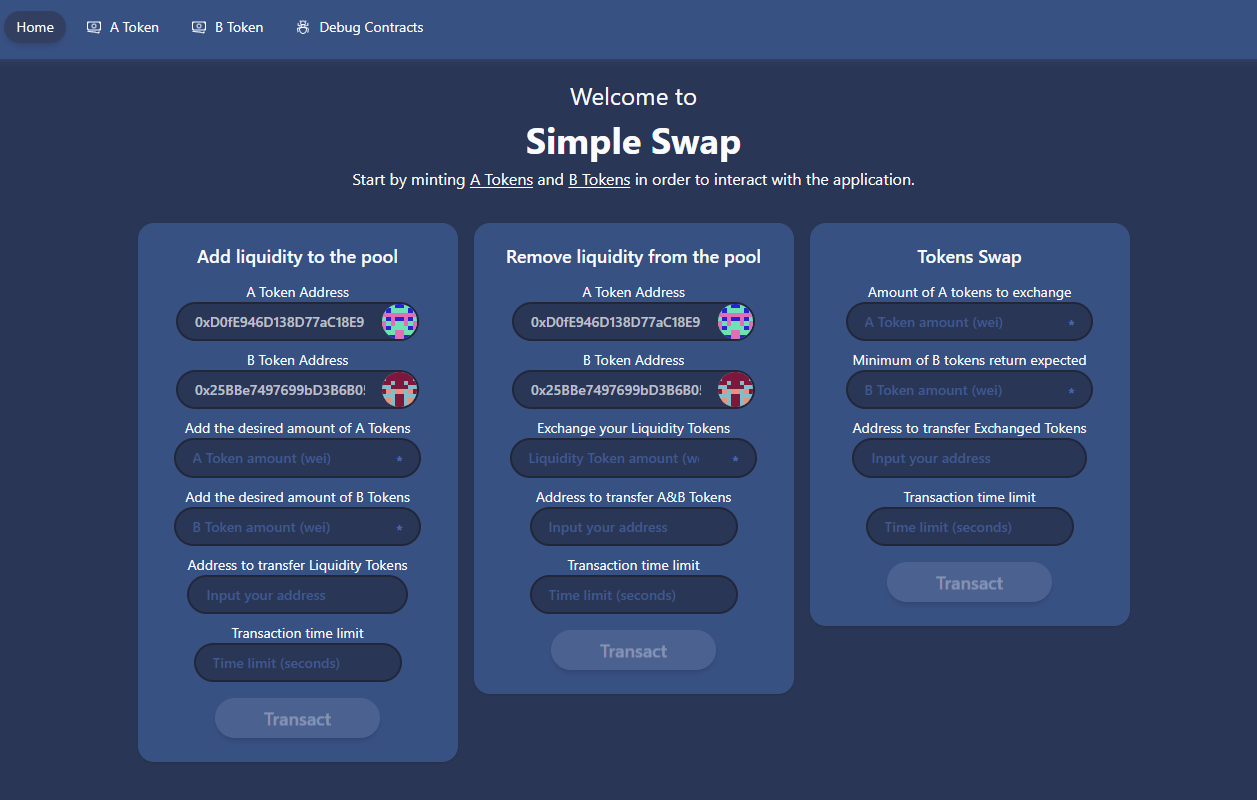 Home
A Token
B Token
Debug Contracts
Welcome to
Simple Swap
Start by minting A Tokens and B Tokens in order to interact with the application.
Add liquidity to the pool
A Token Address
0xD0fE946D138D77aC18E9
B Token Address
0x25BBe7497699bD3B6B05
Add the desired amount of A Tokens
A Token amount (wei) *
Add the desired amount of B Tokens
B Token amount (wei) *
Address to transfer Liquidity Tokens
Input your address
Transaction time limit
Time limit (seconds)
Transact
Remove liquidity from the pool
A Token Address
0xD0fE946D138D77aC18E9
B Token Address
0x25BBe7497699bD3B6B05
Exchange your Liquidity Tokens
Liquidity Token amount (we *
Address to transfer A&B Tokens
Input your address
Transaction time limit
Time limit (seconds)
Transact
Tokens Swap
Amount of A tokens to exchange
A Token amount (wei) *
Minimum of B tokens return expected
B Token amount (wei) *
Address to transfer Exchanged Tokens
Input your address
Transaction time limit
Time limit (seconds)
Transact